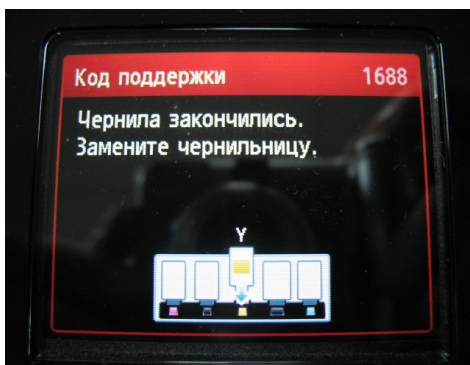 Код поддержки 1688
Чернила закончились.
Замените чернильницу.
Y